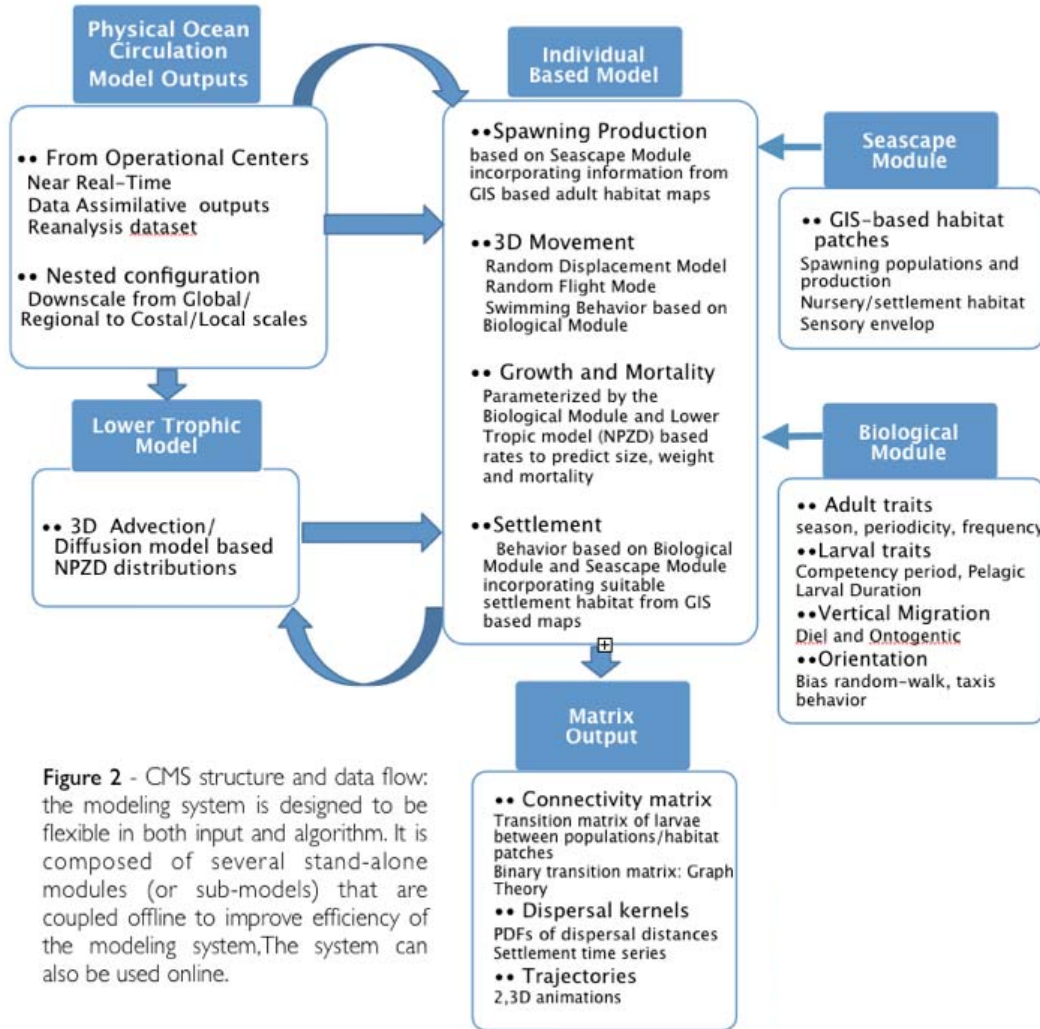 Physical Ocean
Circulation
Model Outputs
•• From Operational Centers
Near Real-Time
Data Assimilative outputs
Reanalysis dataset
•• Nested configuration
Downscale from Global/
Regional to Costal/Local scales
Lower Trophic
Model
•• 3D Advection/
Diffusion model based
NPZD distributions
Individual
Based Model
••Spawning Production
based on Seascape Module
incorporating information from
GIS based adult habitat maps
••3D Movement
Random Displacement Model
Random Flight Mode
Swimming Behavior based on
Biological Module
•• Growth and Mortality
Parameterized by the
Biological Module and Lower
Tropic model (NPZD) based
rates to predict size, weight
and mortality
••Settlement
Behavior based on Biological
Module and Seascape Module
incorporating suitable
settlement habitat from GIS
based maps
Seascape
Module
•• GIS-based habitat
patches
Spawning populations and
production
Nursery/settlement habitat
Sensory envelop
Biological
Module
•• Adult traits
season, periodicity, frequency
••Larval traits
Competency period, Pelagic
Larval Duration
••Vertical Migration
Diel and Ontogentic
••Orientation
Bias random-walk, taxis
behavior
Matrix
Output
•• Connectivity matrix
Transition matrix of larvae
between populations/habitat
patches
Binary transition matrix: Graph
Theory
•• Dispersal kernels
PDFs of dispersal distances
Settlement time series
•• Trajectories
2,3D animations
Figure 2 - CMS structure and data flow:
the modeling system is designed to be
flexible in both input and algorithm. It is
composed of several stand-alone
modules (or sub-models) that are
coupled offline to improve efficiency of
the modeling system,The system can
also be used online.